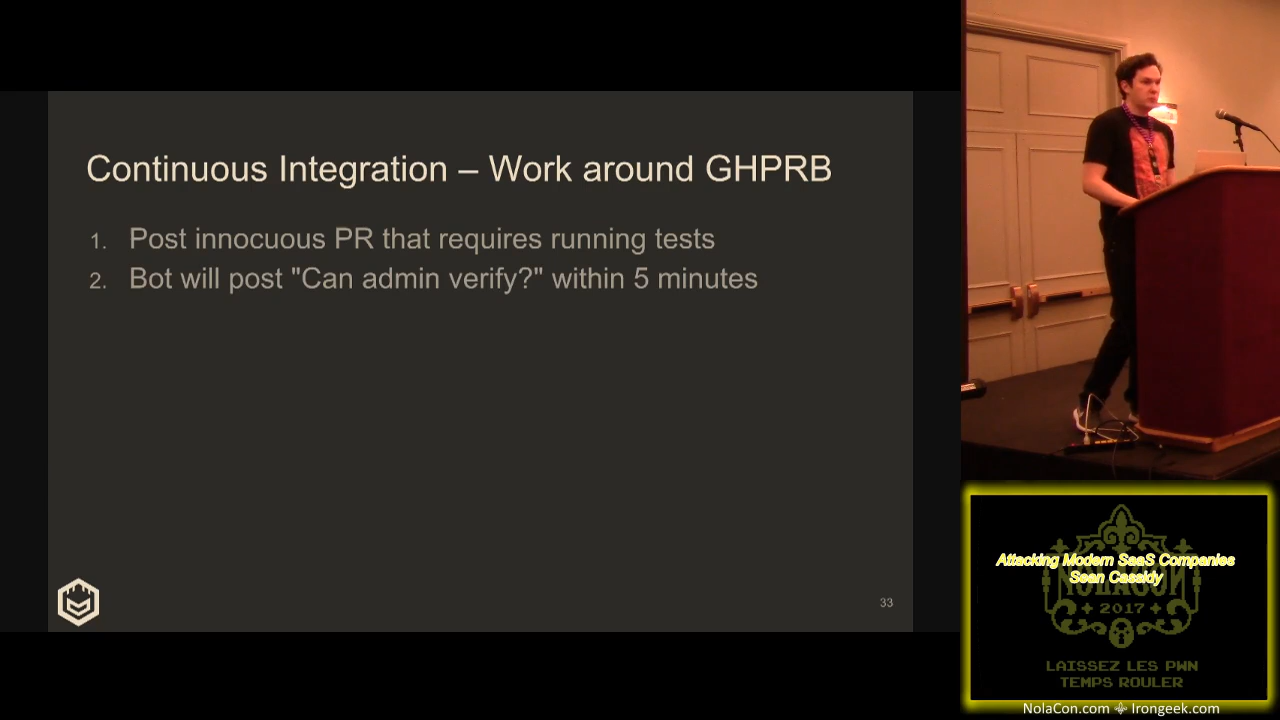 Continuous Integration – Work around GHPRB
1. Post innocuous PR that requires running tests
2. Bot will post "Can admin verify?" within 5 minutes
33
Attacking Modern SaaS Companies
Sean Cassidy
NOLACON
2017
LAISSEZ LES PWN
TEMPS ROULER
NolaCon.com ⚜ Irongeek.com